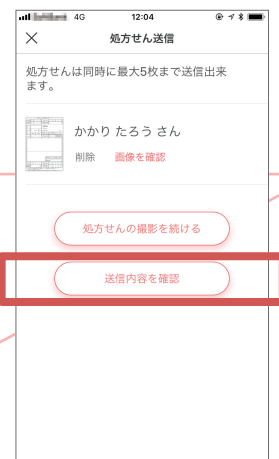 4G 12:04
処方せん送信
処方せんは同時に最大5枚まで送信出来
ます。
かかり たろう さん
削除 画像を確認
処方せんの撮影を続ける
送信内容を確認